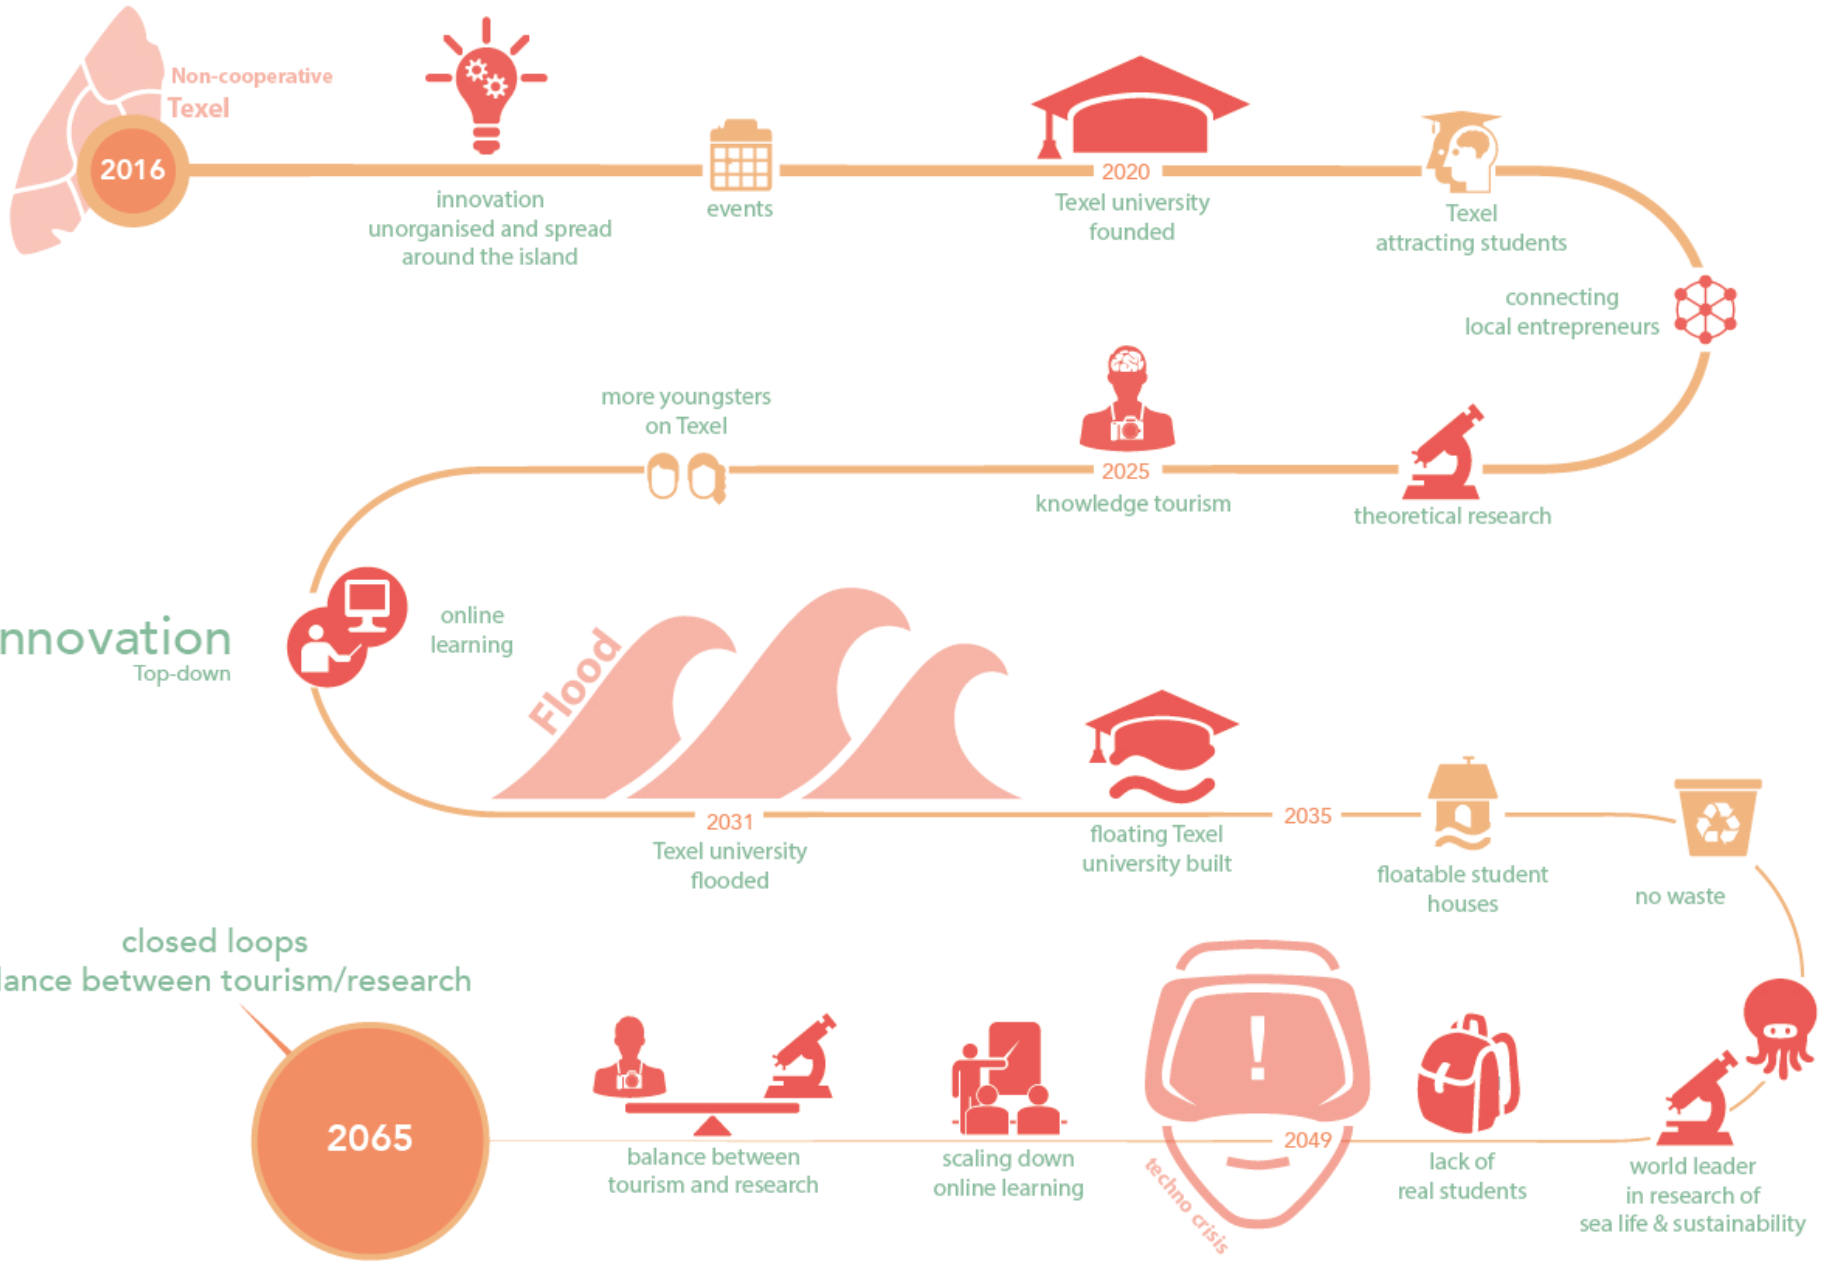 Non-cooperative
Texel
2016
innovation
unorganised and spread
around the island
events
2020
Texel university
founded
Texel
attracting students
connecting
local entrepreneurs
theoretical research
2025
knowledge tourism
more youngsters
on Texel
nnovation
Top-down
online
learning
Flood
2031
Texel university
flooded
floating Texel
university built
2035
floatable student
houses
no waste
world leader
in research of
sea life & sustainability
lack of
real students
2049
!
techno crisis
scaling down
online learning
balance between
tourism and research
closed loops
lance between tourism/research
2065